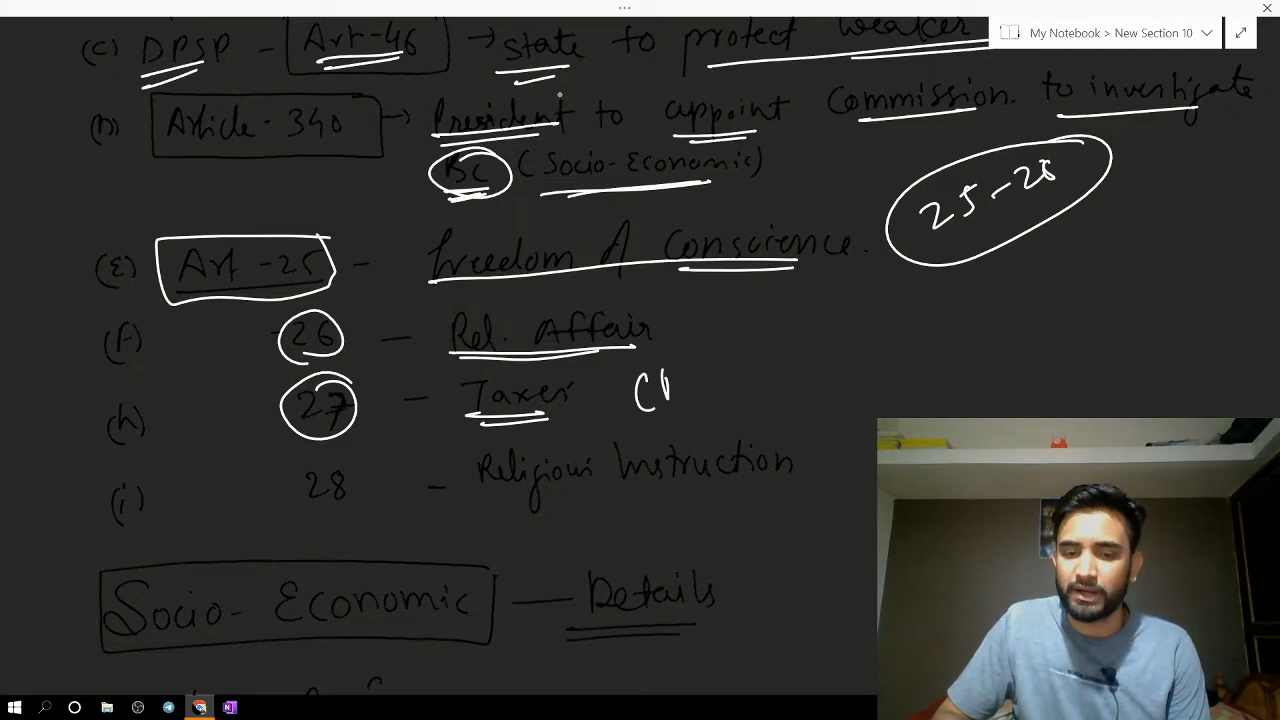 (C) DPSP - Art-46 → State to protect weaker
My Notebook > New Section 10
(D) Article - 340 → President to appoint Commission. to investigate
BC (Socio-Economic)
25-28
(E) Art - 25 - freedom of Conscience.
(f) 26 - Rel. Affair
(h) 27 - Taxes
(i) 28 - Religious Instruction
Socio-Economic - Details